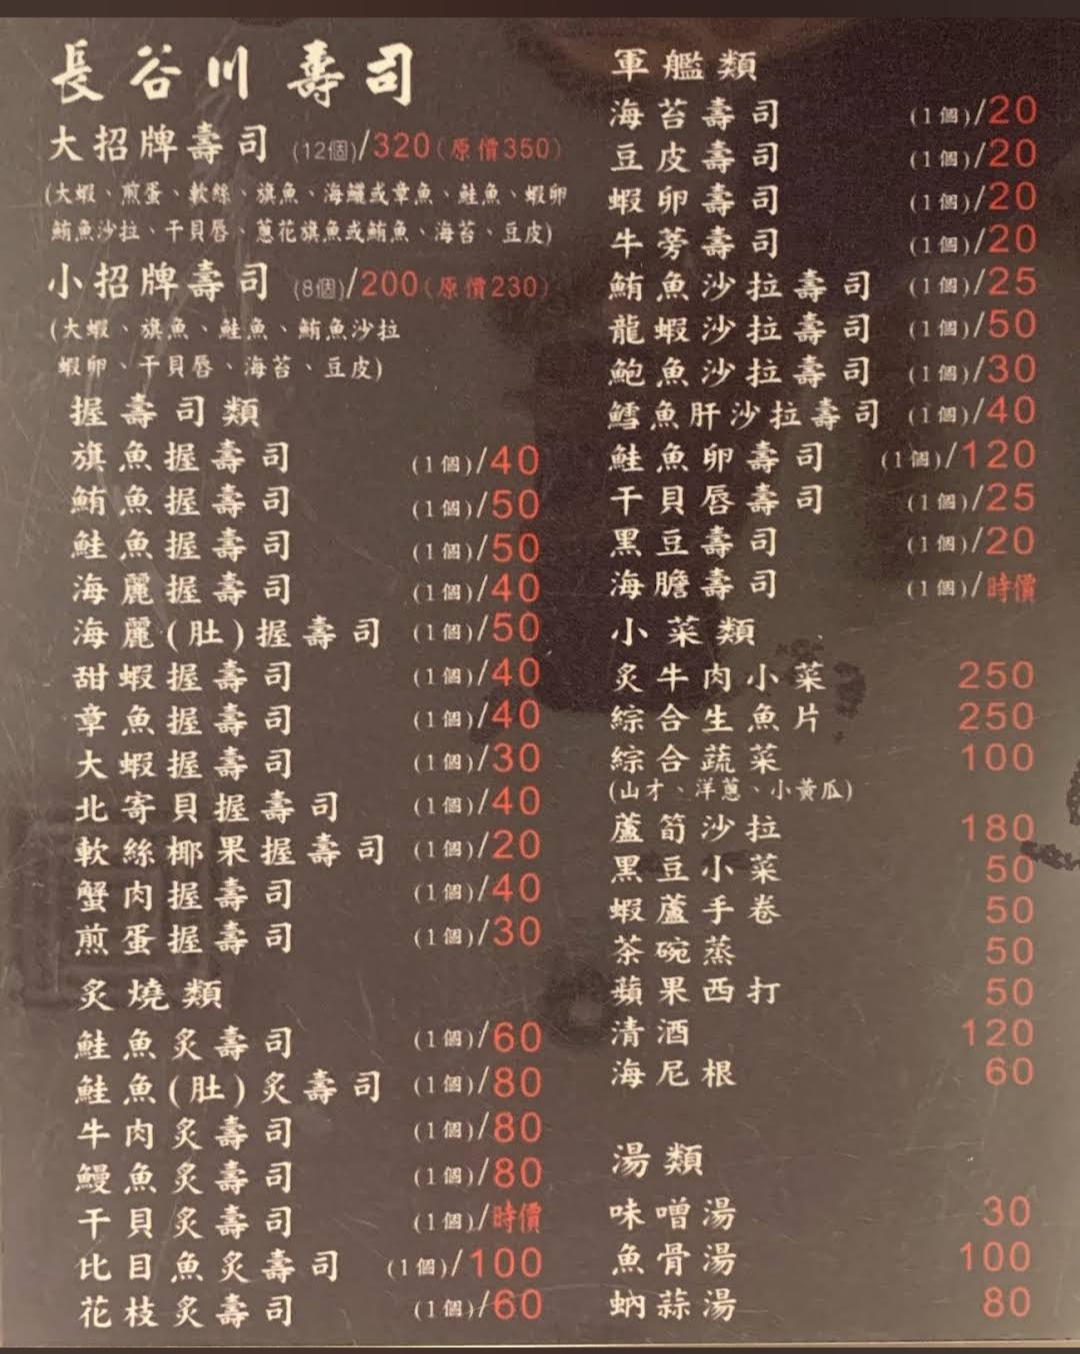 長谷川壽司
大招牌壽司 (12個)/320(原價350)
(大蝦、煎蛋、軟絲、旗魚、海鱺或章魚、鮭魚、蝦卵
鮪魚沙拉、干貝唇、蔥花旗魚或鮪魚、海苔、豆皮)
小招牌壽司 (8個)/200(原價230)
(大蝦、旗魚、鮭魚、鮪魚沙拉
蝦卵、干貝唇、海苔、豆皮)
握壽司類
旗魚握壽司 (1個)/40
鮪魚握壽司 (1個)/50
鮭魚握壽司 (1個)/50
海麗握壽司 (1個)/40
海麗(肚)握壽司 (1個)/50
甜蝦握壽司 (1個)/40
章魚握壽司 (1個)/40
大蝦握壽司 (1個)/30
北寄貝握壽司 (1個)/40
軟絲椰果握壽司 (1個)/20
蟹肉握壽司 (1個)/40
煎蛋握壽司 (1個)/30
炙燒類
鮭魚炙壽司 (1個)/60
鮭魚(肚)炙壽司 (1個)/80
牛肉炙壽司 (1個)/80
鰻魚炙壽司 (1個)/80
干貝炙壽司 (1個)/時價
比目魚炙壽司 (1個)/100
花枝炙壽司 (1個)/60
軍艦類
海苔壽司 (1個)/20
豆皮壽司 (1個)/20
蝦卵壽司 (1個)/20
牛蒡壽司 (1個)/20
鮪魚沙拉壽司 (1個)/25
龍蝦沙拉壽司 (1個)/50
鮑魚沙拉壽司 (1個)/30
鱈魚肝沙拉壽司 (1個)/40
鮭魚卵壽司 (1個)/120
干貝唇壽司 (1個)/25
黑豆壽司 (1個)/20
海膽壽司 (1個)/時價
小菜類
炙牛肉小菜 250
綜合生魚片 250
綜合蔬菜 100
(山才、洋蔥、小黃瓜)
蘆筍沙拉 180
黑豆小菜 50
蝦蘆手卷 50
茶碗蒸 50
蘋果西打 50
清酒 120
海尼根 60
湯類
味噌湯 30
魚骨湯 100
蚋蒜湯 80